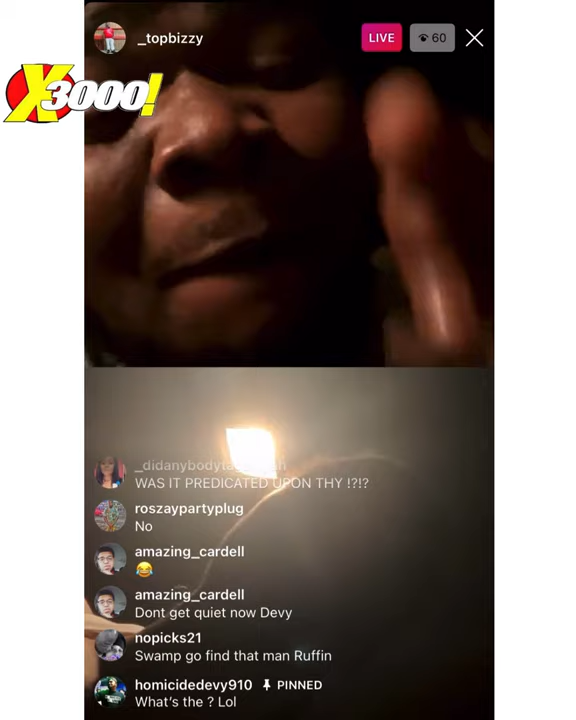 _topbizzy
LIVE
60
X3000!
WAS IT PREDICATED UPON THY !?!?
roszaypartyplug
No
amazing_cardell
😂
amazing_cardell
Dont get quiet now Devy
nopicks21
Swamp go find that man Ruffin
homicidedevy910 PINNED
What's the ? Lol